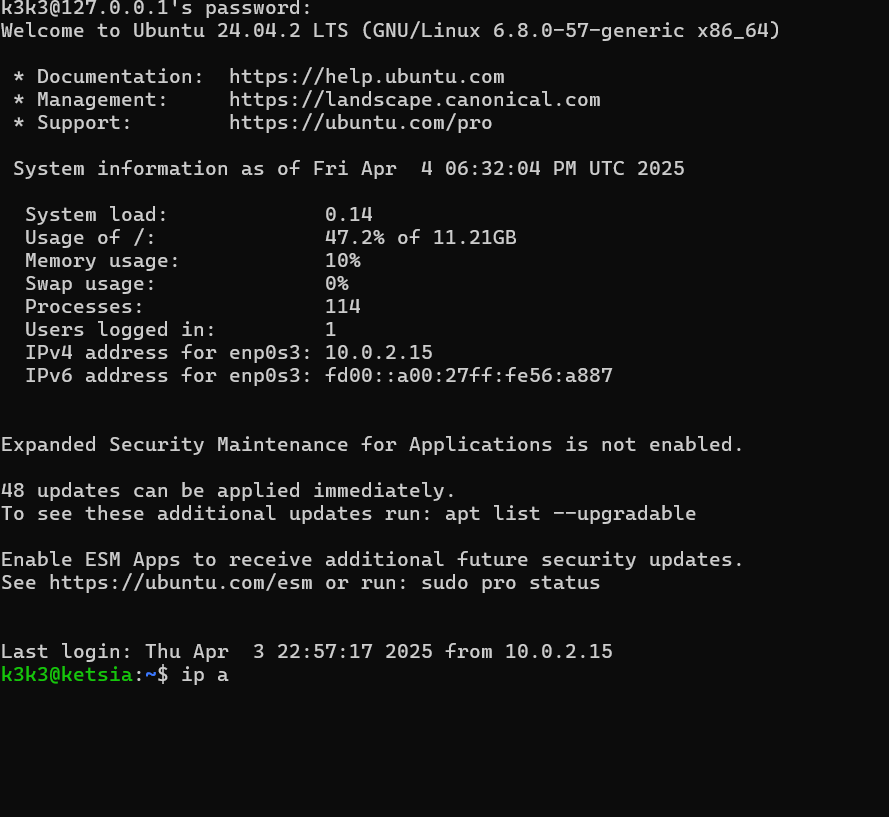 k3k3@127.0.0.1's password:
Welcome to Ubuntu 24.04.2 LTS (GNU/Linux 6.8.0-57-generic x86_64)

 * Documentation:  https://help.ubuntu.com
 * Management:     https://landscape.canonical.com
 * Support:        https://ubuntu.com/pro

 System information as of Fri Apr  4 06:32:04 PM UTC 2025

  System load:             0.14
  Usage of /:              47.2% of 11.21GB
  Memory usage:            10%
  Swap usage:              0%
  Processes:               114
  Users logged in:         1
  IPv4 address for enp0s3: 10.0.2.15
  IPv6 address for enp0s3: fd00::a00:27ff:fe56:a887


Expanded Security Maintenance for Applications is not enabled.

48 updates can be applied immediately.
To see these additional updates run: apt list --upgradable

Enable ESM Apps to receive additional future security updates.
See https://ubuntu.com/esm or run: sudo pro status


Last login: Thu Apr  3 22:57:17 2025 from 10.0.2.15
k3k3@ketsia:~$ ip a